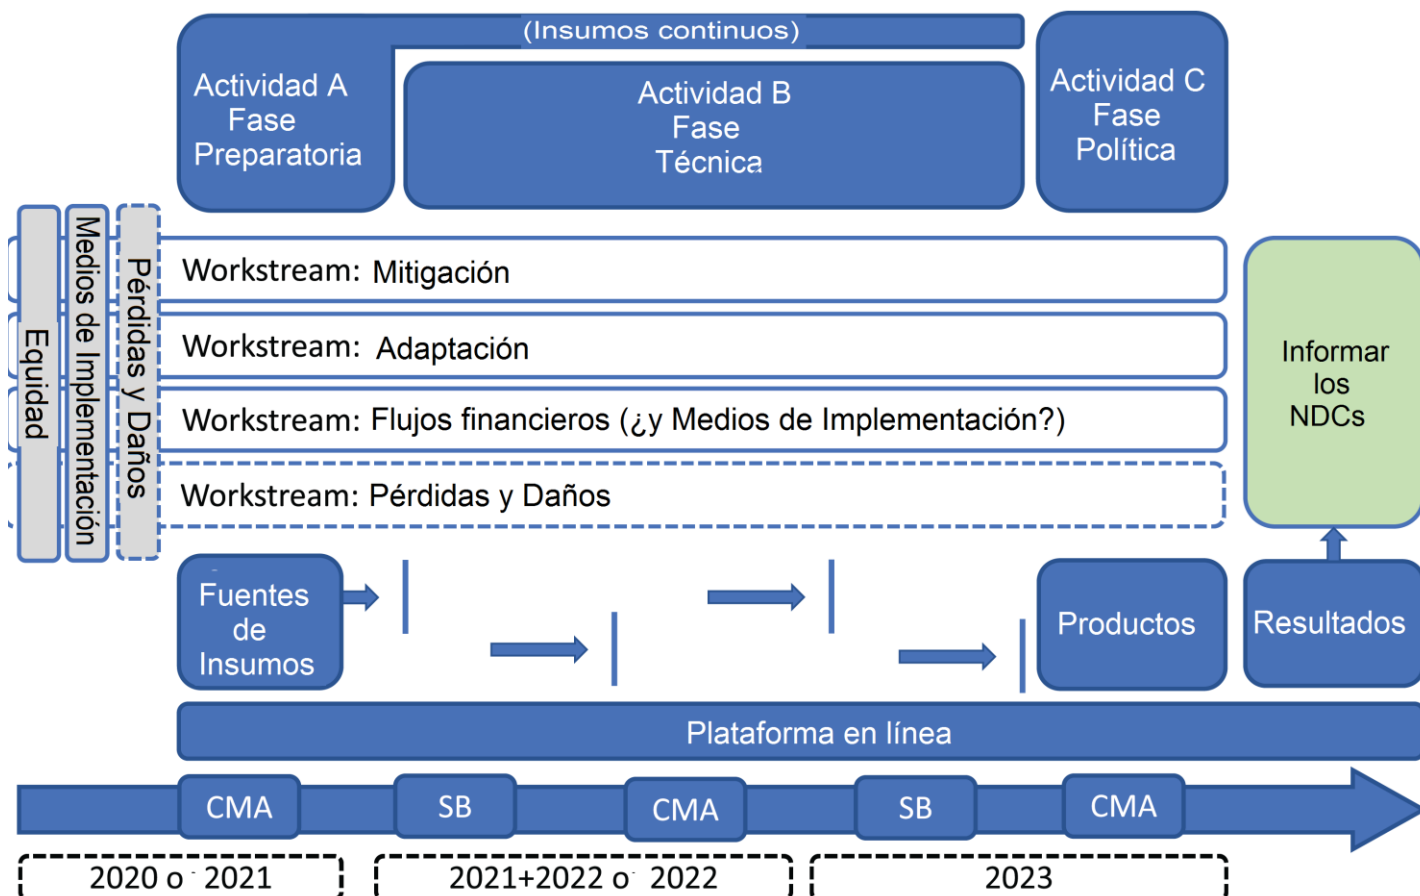 (Insumos continuos)
Actividad A
Fase
Preparatoria
Actividad B
Fase
Técnica
Actividad C
Fase
Política
Equidad
Medios de Implementación
Pérdidas y Daños
Workstream: Mitigación
Workstream: Adaptación
Workstream: Flujos financieros (¿y Medios de Implementación?)
Workstream: Pérdidas y Daños
Informar
los
NDCs
Fuentes
de
Insumos
Productos
Resultados
Plataforma en línea
CMA
SB
CMA
SB
CMA
2020 o 2021
2021+2022 o 2022
2023